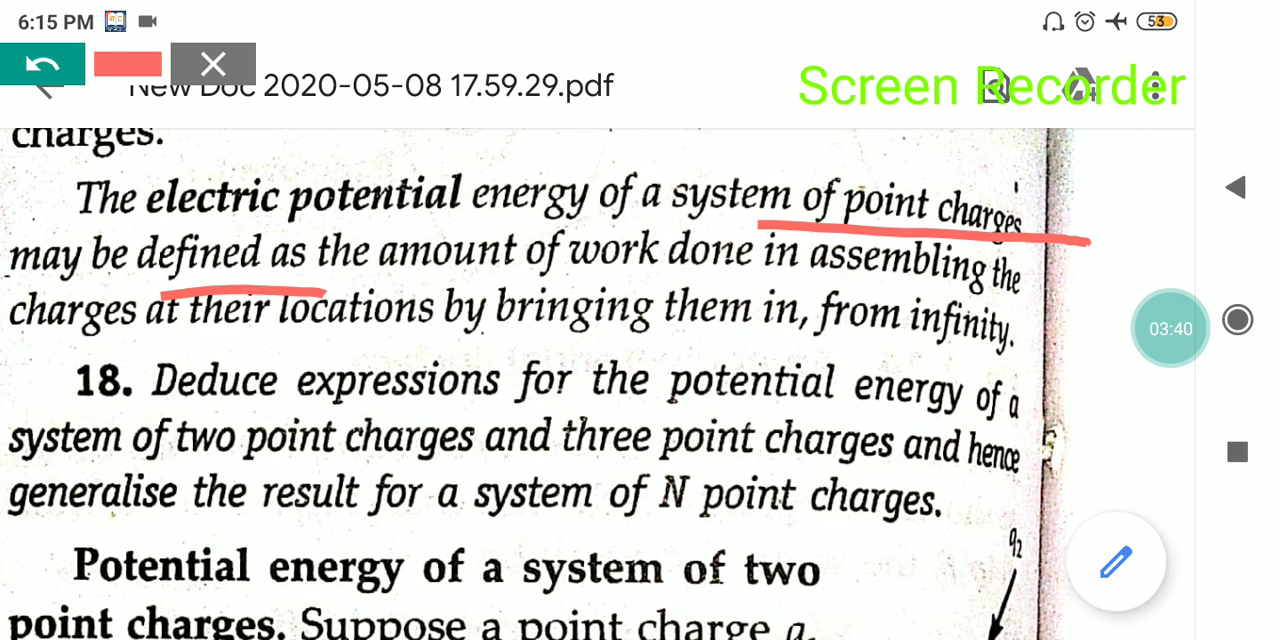 6:15 PM
53
New Doc 2020-05-08 17.59.29.pdf
Screen Recorder
charges.
The electric potential energy of a system of point charges
may be defined as the amount of work done in assembling the
charges at their locations by bringing them in, from infinity.
03:40
18. Deduce expressions for the potential energy of a
system of two point charges and three point charges and hence
generalise the result for a system of N point charges.
q2
Potential energy of a system of two
point charges. Suppose a point charge q